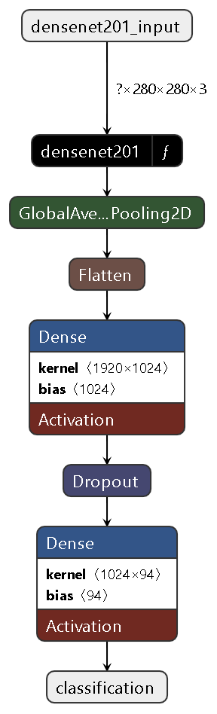 densenet201_input
?×280×280×3
densenet201 ƒ
GlobalAve...Pooling2D
Flatten
Dense
kernel ⟨1920×1024⟩
bias ⟨1024⟩
Activation
Dropout
Dense
kernel ⟨1024×94⟩
bias ⟨94⟩
Activation
classification